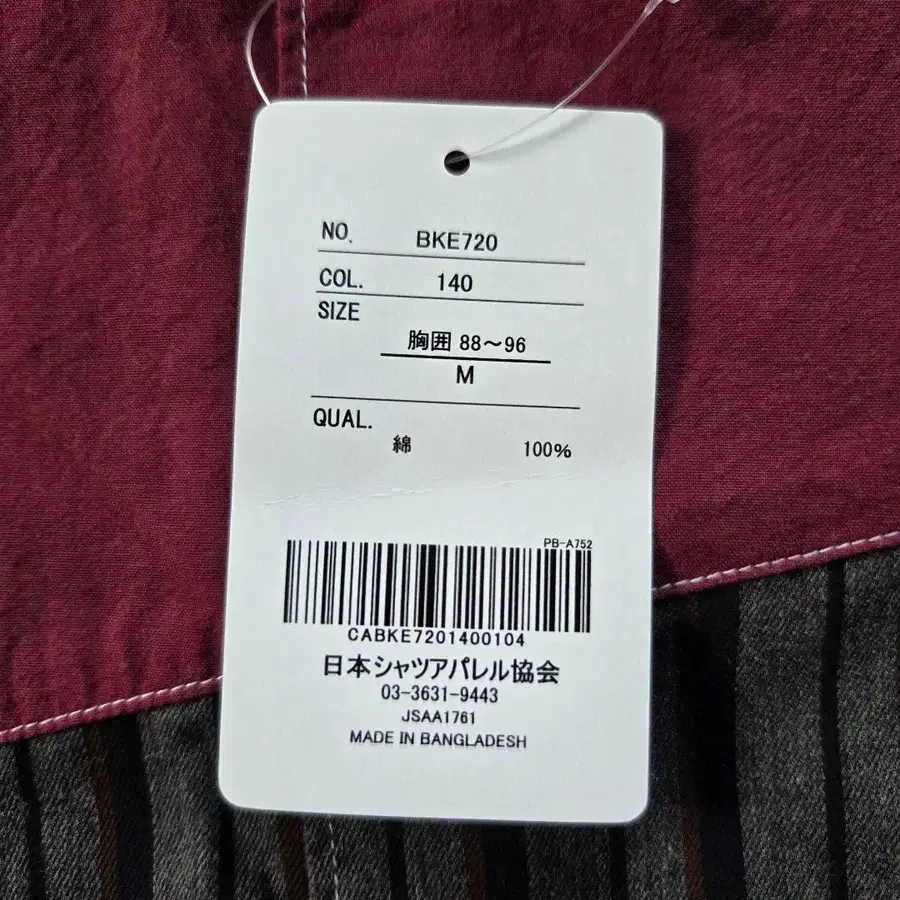 NO. BKE720
COL. 140
SIZE
胸囲 88～96
M
QUAL.
綿 100%
PB-A752
CABKE7201400104
日本シャツアパレル協会
03-3631-9443
JSAA1761
MADE IN BANGLADESH